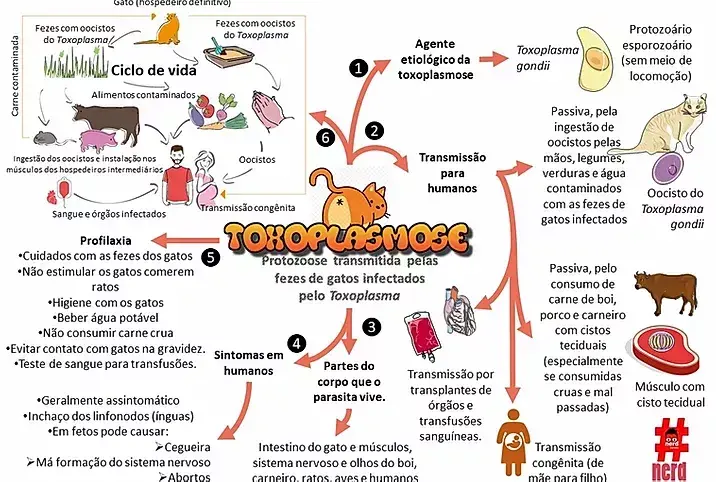 Gato (hospedeiro definitivo)
Fezes com oocistos
do Toxoplasma
Fezes com oocistos
do Toxoplasma
Carne contaminada
Ciclo de vida
Alimentos contaminados
Ingestão dos oocistos e instalação nos
músculos dos hospedeiros intermediários
Oocistos
Sangue e órgãos infectados
Transmissão congênita
6
1
Agente
etiológico da
toxoplasmose
Toxoplasma
gondii
Protozoário
esporozoário
(sem meio de
locomoção)
2
Transmissão
para
humanos
Passiva, pela
ingestão de
oocistos pelas
mãos, legumes,
verduras e água
contaminados
com as fezes de
gatos infectados
Oocisto do
Toxoplasma
gondii
Passiva, pelo
consumo de
carne de boi,
porco e carneiro
com cistos
teciduais
(especialmente
se consumidas
cruas e mal
passadas)
Músculo com
cisto tecidual
Transmissão por
transplantes de
órgãos e
transfusões
sanguíneas.
Transmissão
congênita (de
mãe para filho)
#
nerd
TOXOPLASMOSE
Protozoose transmitida pelas
fezes de gatos infectados
pelo Toxoplasma
5
Profilaxia
•Cuidados com as fezes dos gatos
•Não estimular os gatos comerem
ratos
•Higiene com os gatos
•Beber água potável
•Não consumir carne crua
•Evitar contato com gatos na gravidez.
•Teste de sangue para transfusões.
4
Sintomas em
humanos
•Geralmente assintomático
•Inchaço dos linfonodos (ínguas)
•Em fetos pode causar:
➢Cegueira
➢Má formação do sistema nervoso
➢Abortos
3
Partes do
corpo que o
parasita vive.
Intestino do gato e músculos,
sistema nervoso e olhos do boi,
carneiro, ratos, aves e humanos